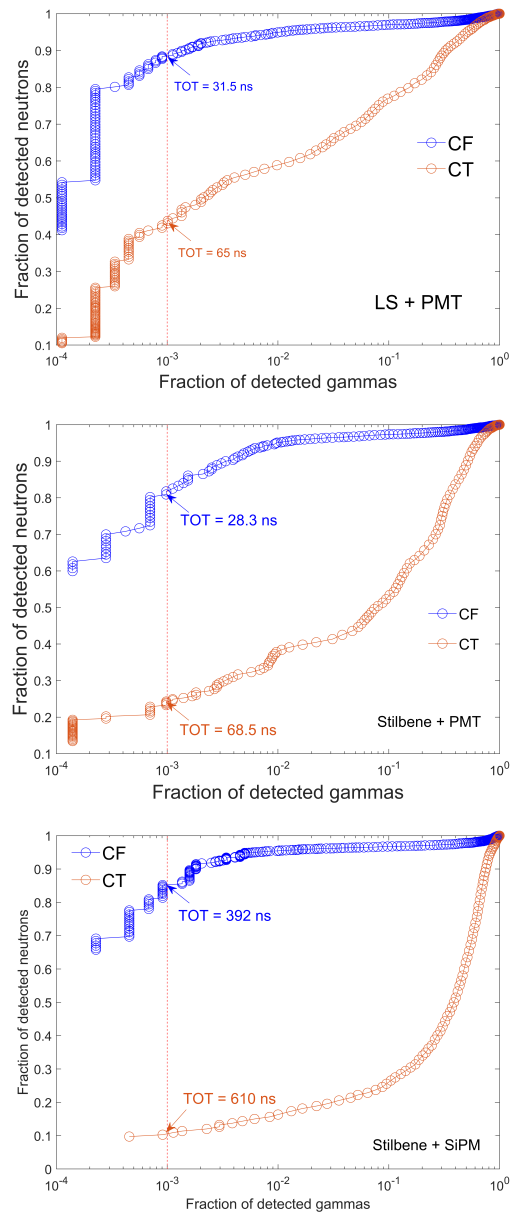 1
0.9
0.8
0.7
0.6
0.5
0.4
0.3
0.2
0.1
Fraction of detected neutrons
TOT = 31.5 ns
CF
CT
TOT = 65 ns
LS + PMT
10-4 10-3 10-2 10-1 100
Fraction of detected gammas
1
0.9
0.8
0.7
0.6
0.5
0.4
0.3
0.2
0.1
Fraction of detected neutrons
TOT = 28.3 ns
CF
CT
Stilbene + PMT
TOT = 68.5 ns
10-4 10-3 10-2 10-1 100
Fraction of detected gammas
1
0.9
0.8
0.7
0.6
0.5
0.4
0.3
0.2
0.1
0
Fraction of detected neutrons
CF
CT
TOT = 392 ns
TOT = 610 ns
Stilbene + SiPM
10-4 10-3 10-2 10-1 100
Fraction of detected gammas